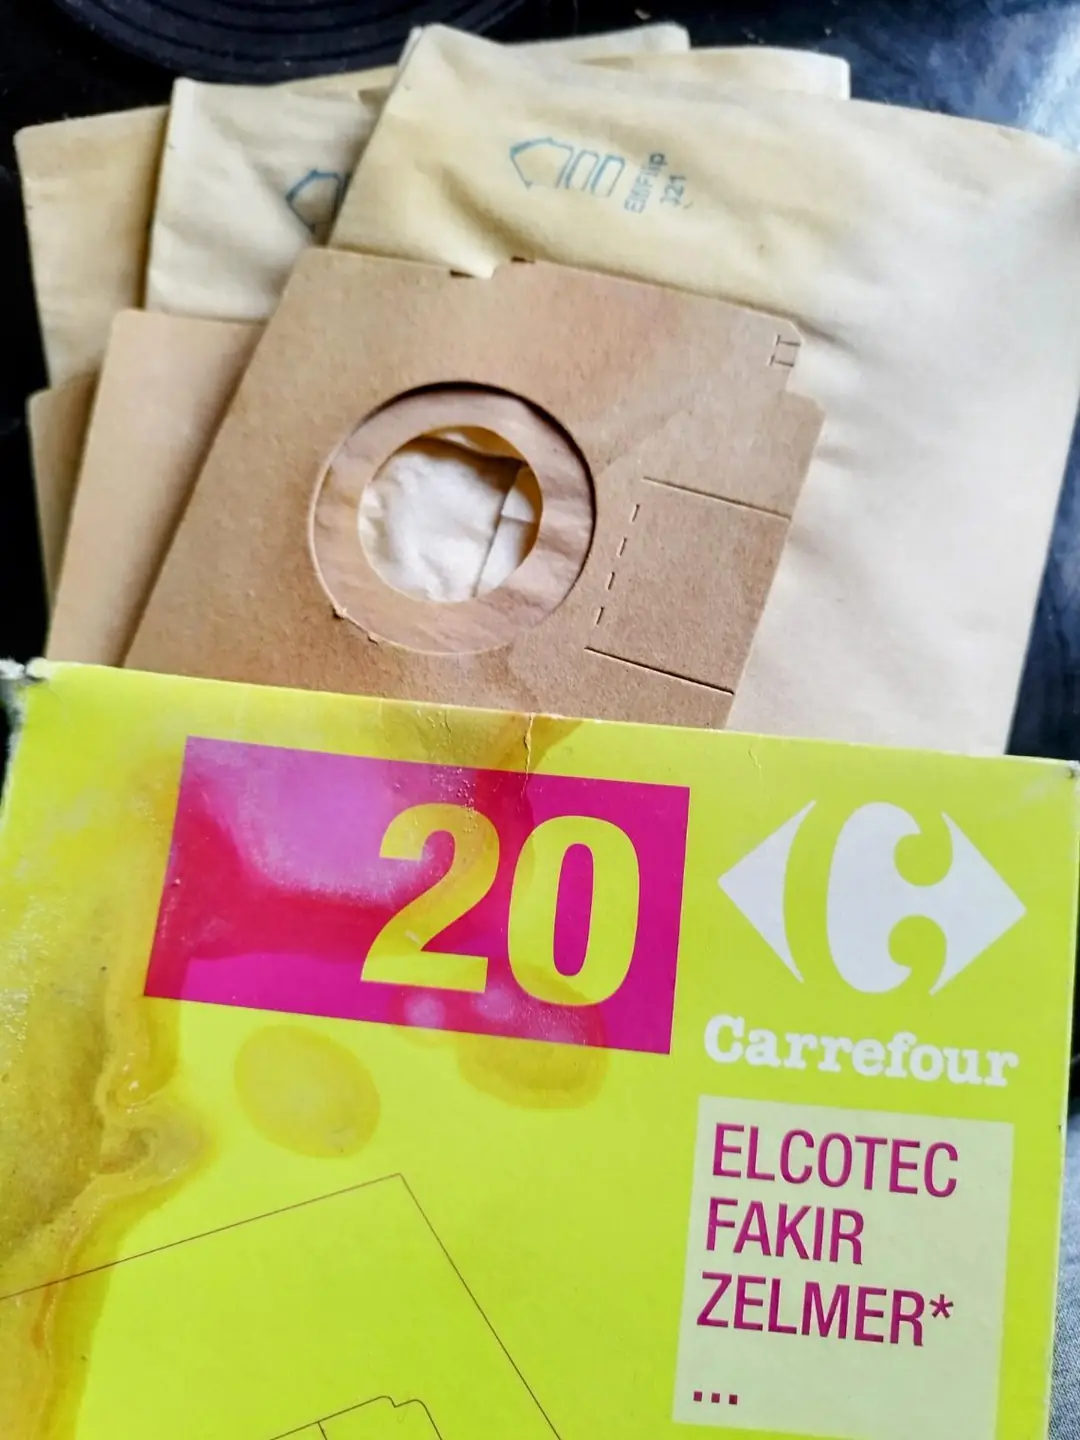 20
Carrefour
ELCOTEC
FAKIR
ZELMER*
...